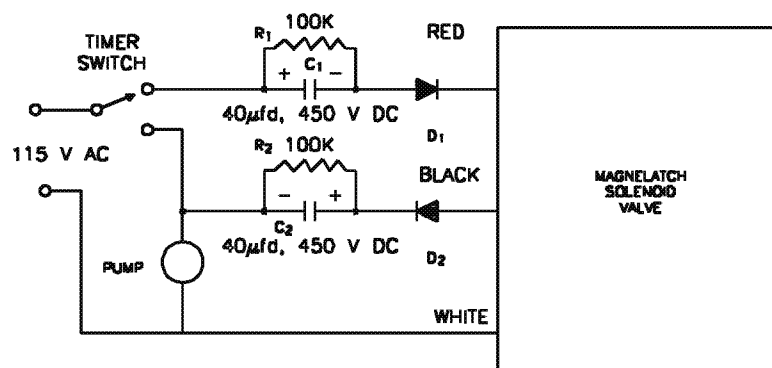 TIMER
SWITCH
115 V AC
R1 100K
+ C1 −
40µfd, 450 V DC
RED
D1
R2 100K
− +
C2
40µfd, 450 V DC
BLACK
D2
PUMP
WHITE
MAGNELATCH
SOLENOID
VALVE